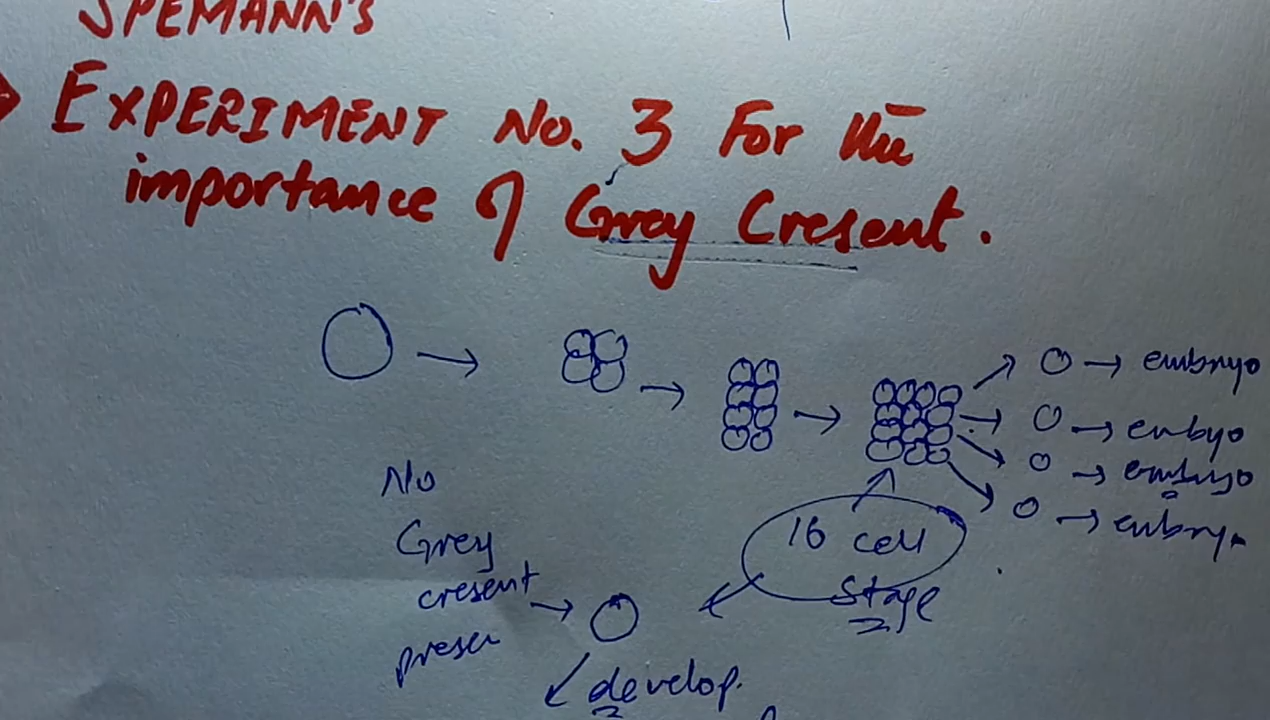 SPEMANN'S
EXPERIMENT No. 3 For the
importance of Grey Cresent.
embryo
embyo
embryo
embry
No
Grey
cresent
presen
16 cell
stage
develop.